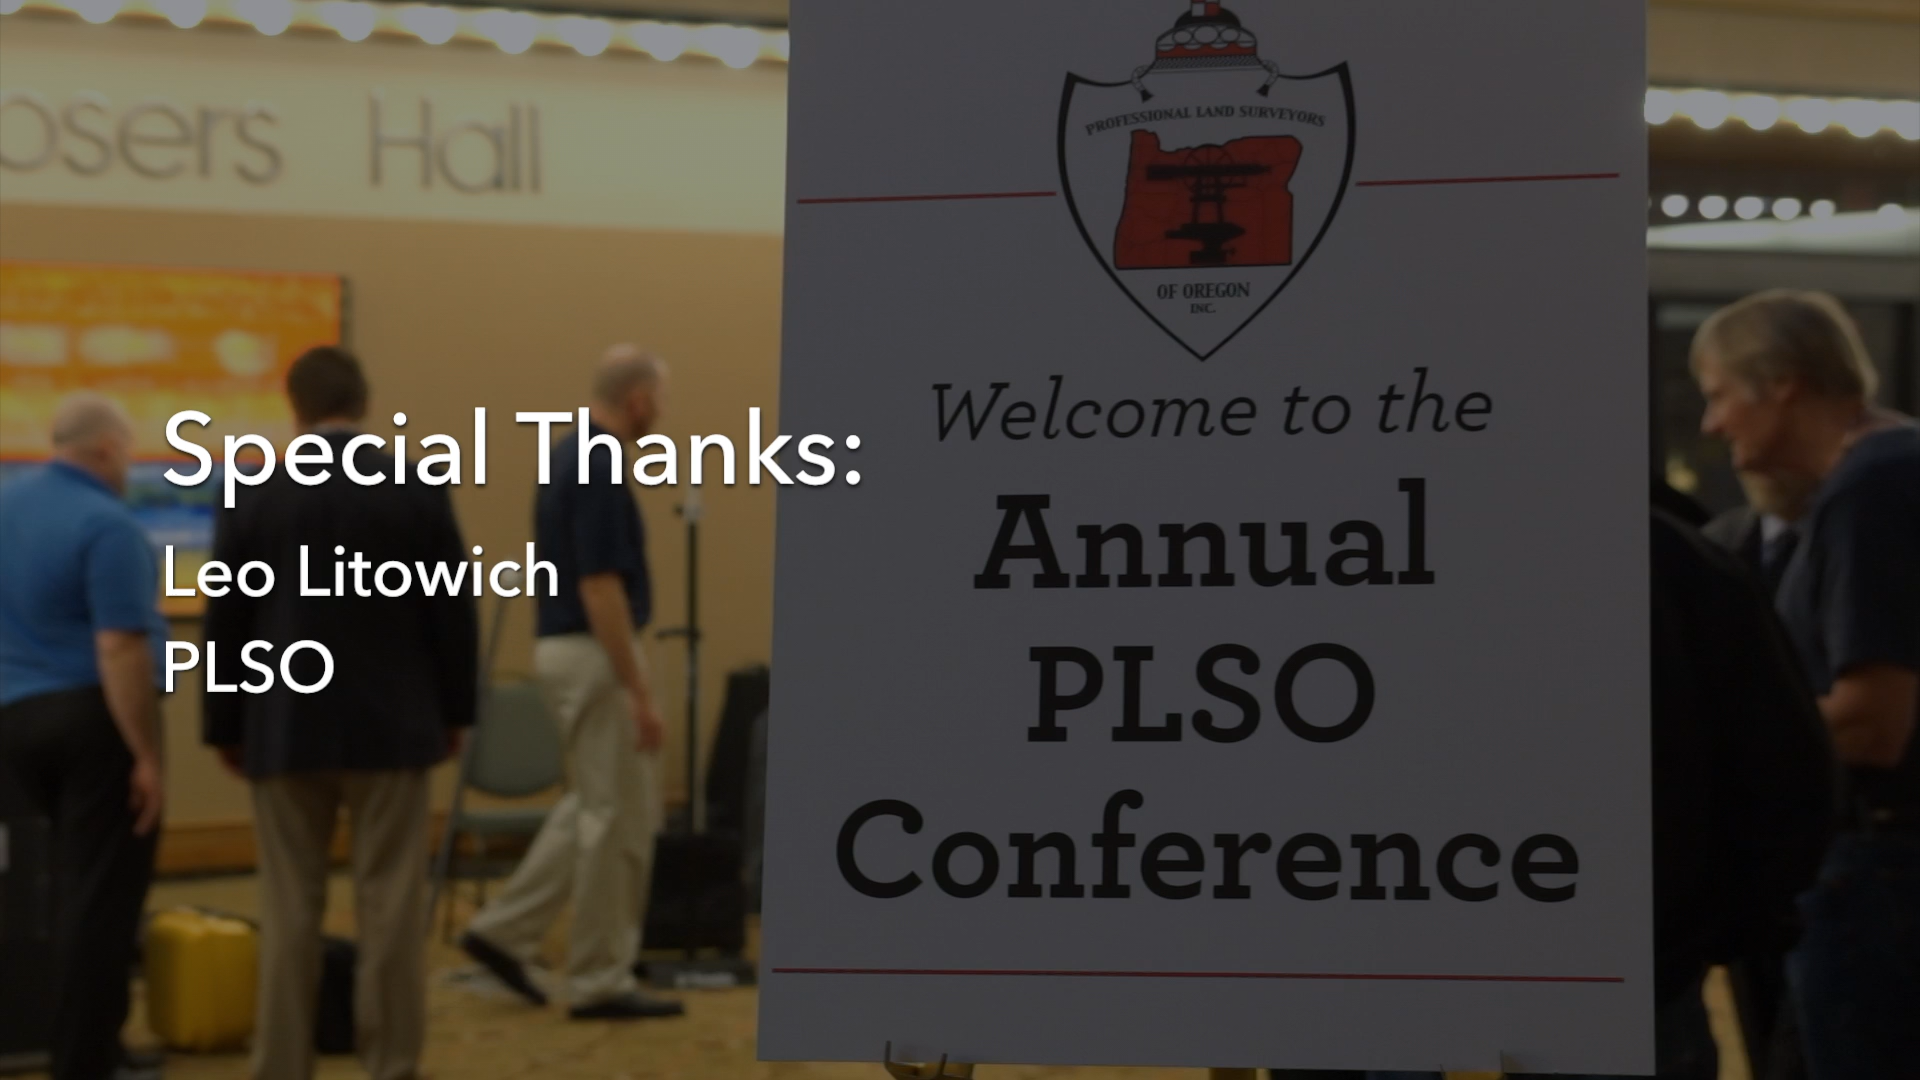 Hall
PROFESSIONAL LAND SURVEYORS
OF OREGON
INC.
Welcome to the
Annual
PLSO
Conference
Special Thanks:
Leo Litowich
PLSO